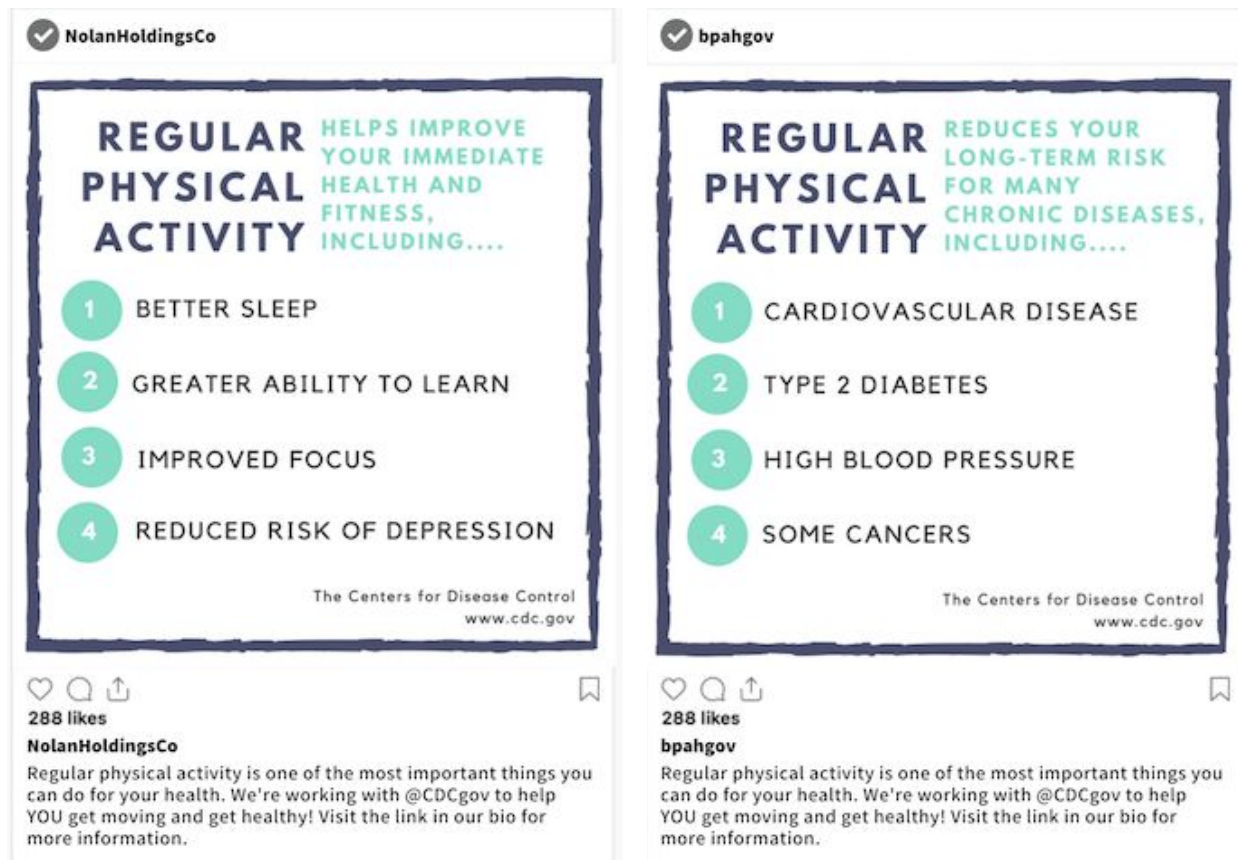 NolanHoldingsCo
REGULAR
PHYSICAL
ACTIVITY
HELPS IMPROVE
YOUR IMMEDIATE
HEALTH AND
FITNESS,
INCLUDING....
1 BETTER SLEEP
2 GREATER ABILITY TO LEARN
3 IMPROVED FOCUS
4 REDUCED RISK OF DEPRESSION
The Centers for Disease Control
www.cdc.gov
288 likes
NolanHoldingsCo
Regular physical activity is one of the most important things you
can do for your health. We're working with @CDCgov to help
YOU get moving and get healthy! Visit the link in our bio for
more information.
bpahgov
REGULAR
PHYSICAL
ACTIVITY
REDUCES YOUR
LONG-TERM RISK
FOR MANY
CHRONIC DISEASES,
INCLUDING....
1 CARDIOVASCULAR DISEASE
2 TYPE 2 DIABETES
3 HIGH BLOOD PRESSURE
4 SOME CANCERS
The Centers for Disease Control
www.cdc.gov
288 likes
bpahgov
Regular physical activity is one of the most important things you
can do for your health. We're working with @CDCgov to help
YOU get moving and get healthy! Visit the link in our bio for
more information.